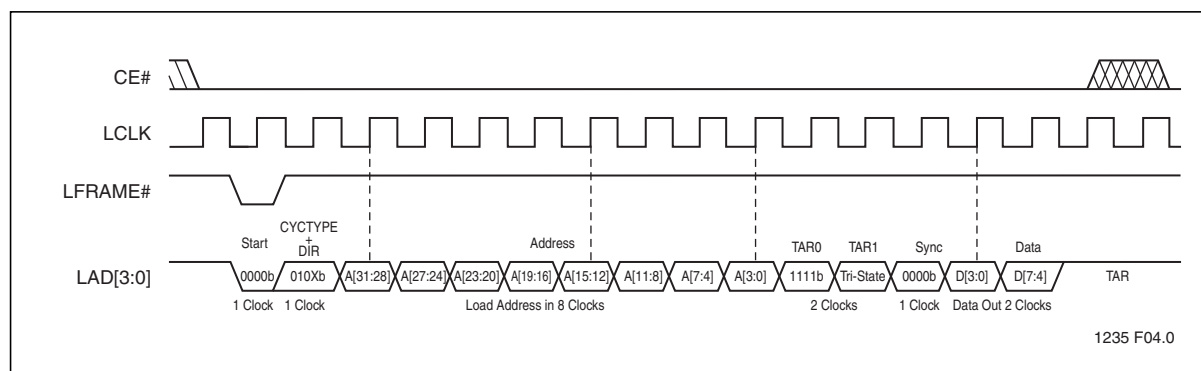 CE#
LCLK
LFRAME#
CYCTYPE
+
DIR
Start Address TAR0 TAR1 Sync Data
LAD[3:0] 0000b 010Xb A[31:28] A[27:24] A[23:20] A[19:16] A[15:12] A[11:8] A[7:4] A[3:0] 1111b Tri-State 0000b D[3:0] D[7:4] TAR
1 Clock 1 Clock Load Address in 8 Clocks 2 Clocks 1 Clock Data Out 2 Clocks
1235 F04.0